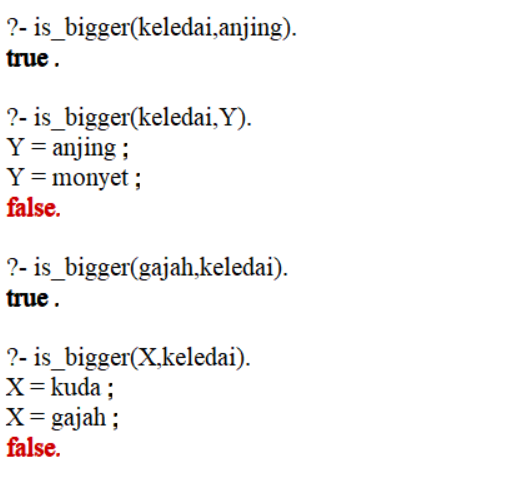 ?- is_bigger(keledai,anjing).
true .
?- is_bigger(keledai,Y).
Y = anjing ;
Y = monyet ;
false.
?- is_bigger(gajah,keledai).
true .
?- is_bigger(X,keledai).
X = kuda ;
X = gajah ;
false.